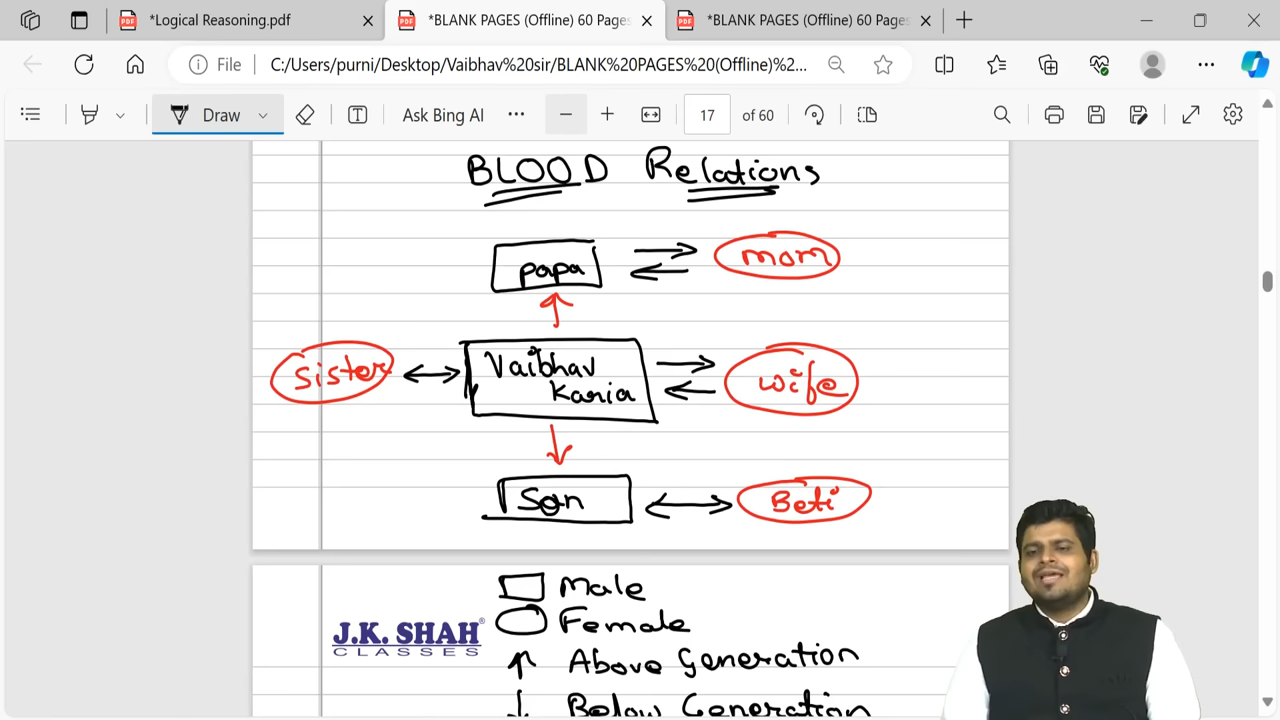 *Logical Reasoning.pdf
*BLANK PAGES (Offline) 60 Pages
*BLANK PAGES (Offline) 60 Page
File C:/Users/purni/Desktop/Vaibhav%20sir/BLANK%20PAGES%20(Offline)%2...
Draw
Ask Bing AI
17 of 60
BLOOD Relations
papa mom
sister Vaibhav Karia wife
Son Beti
Male
J.K. SHAH®
CLASSES
Female
Above Generation
Below Generation